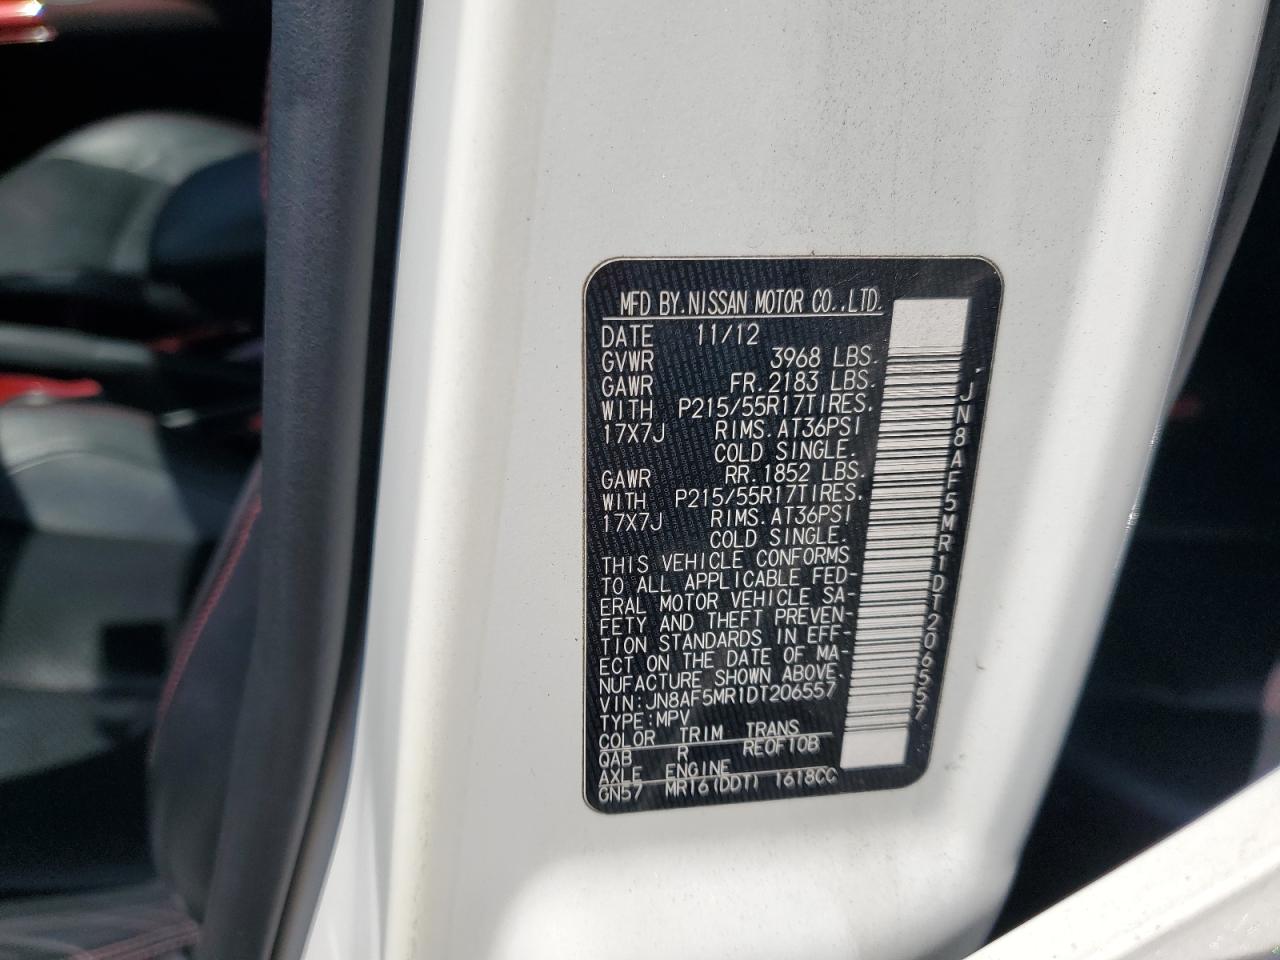 MFD BY. NISSAN MOTOR CO., LTD.
DATE 11/12
GVWR 3968 LBS.
GAWR FR. 2183 LBS.
WITH P215/55R17TIRES.
17X7J RIMS. AT36PSI
COLD SINGLE.
GAWR RR. 1852 LBS.
WITH P215/55R17TIRES.
17X7J RIMS. AT36PSI
COLD SINGLE.
THIS VEHICLE CONFORMS
TO ALL APPLICABLE FED-
ERAL MOTOR VEHICLE SA-
FETY AND THEFT PREVEN-
TION STANDARDS IN EFF-
ECT ON THE DATE OF MA-
NUFACTURE SHOWN ABOVE.
VIN:JN8AF5MR1DT206557
TYPE:MPV
COLOR TRIM TRANS
QAB R RE0F10B
AXLE ENGINE
GN57 MR16(DDT) 1618CC
JN8AF5MR1DT206557